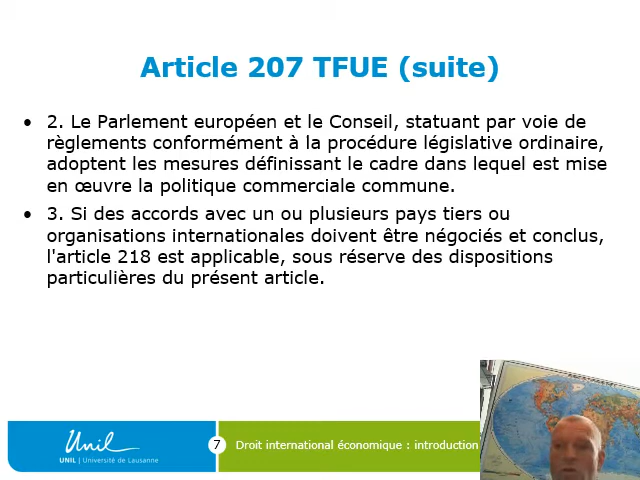 Article 207 TFUE (suite)
• 2. Le Parlement européen et le Conseil, statuant par voie de
règlements conformément à la procédure législative ordinaire,
adoptent les mesures définissant le cadre dans lequel est mise
en œuvre la politique commerciale commune.
• 3. Si des accords avec un ou plusieurs pays tiers ou
organisations internationales doivent être négociés et conclus,
l'article 218 est applicable, sous réserve des dispositions
particulières du présent article.
Unil
UNIL | Université de Lausanne
7
Droit international économique : introduction